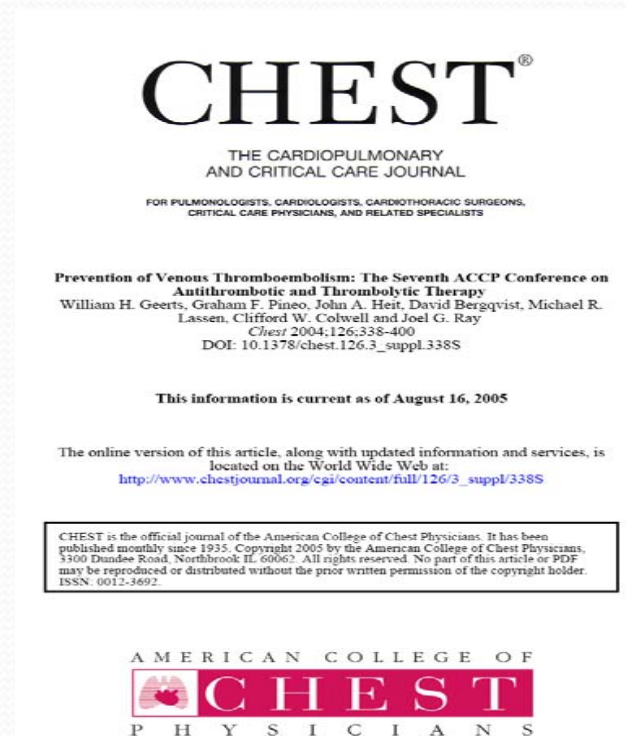 CHEST®
THE CARDIOPULMONARY
AND CRITICAL CARE JOURNAL
FOR PULMONOLOGISTS, CARDIOLOGISTS, CARDIOTHORACIC SURGEONS,
CRITICAL CARE PHYSICIANS, AND RELATED SPECIALISTS
Prevention of Venous Thromboembolism: The Seventh ACCP Conference on
Antithrombotic and Thrombolytic Therapy
William H. Geerts, Graham F. Pineo, John A. Heit, David Bergqvist, Michael R.
Lassen, Clifford W. Colwell and Joel G. Ray
Chest 2004;126;338-400
DOI: 10.1378/chest.126.3_suppl.338S
This information is current as of August 16, 2005
The online version of this article, along with updated information and services, is
located on the World Wide Web at:
http://www.chestjournal.org/cgi/content/full/126/3_suppl/338S
CHEST is the official journal of the American College of Chest Physicians. It has been
published monthly since 1935. Copyright 2005 by the American College of Chest Physicians,
3300 Dundee Road, Northbrook IL 60062. All rights reserved. No part of this article or PDF
may be reproduced or distributed without the prior written permission of the copyright holder.
ISSN: 0012-3692.
AMERICAN COLLEGE OF
CHEST
PHYSICIANS